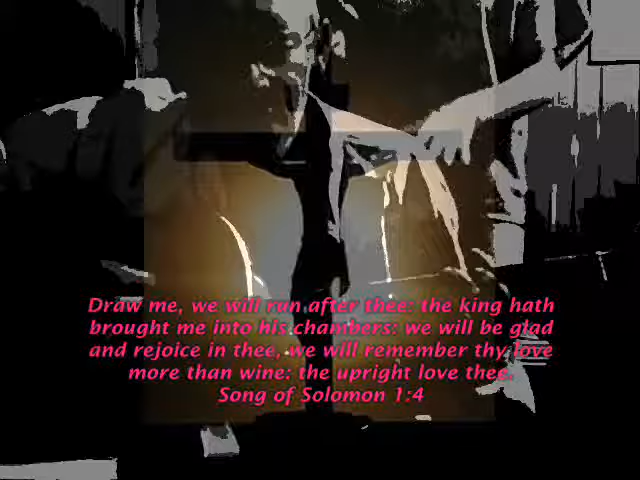 Draw me, we will run after thee: the king hath
brought me into his chambers: we will be glad
and rejoice in thee, we will remember thy love
more than wine: the upright love thee.
Song of Solomon 1:4